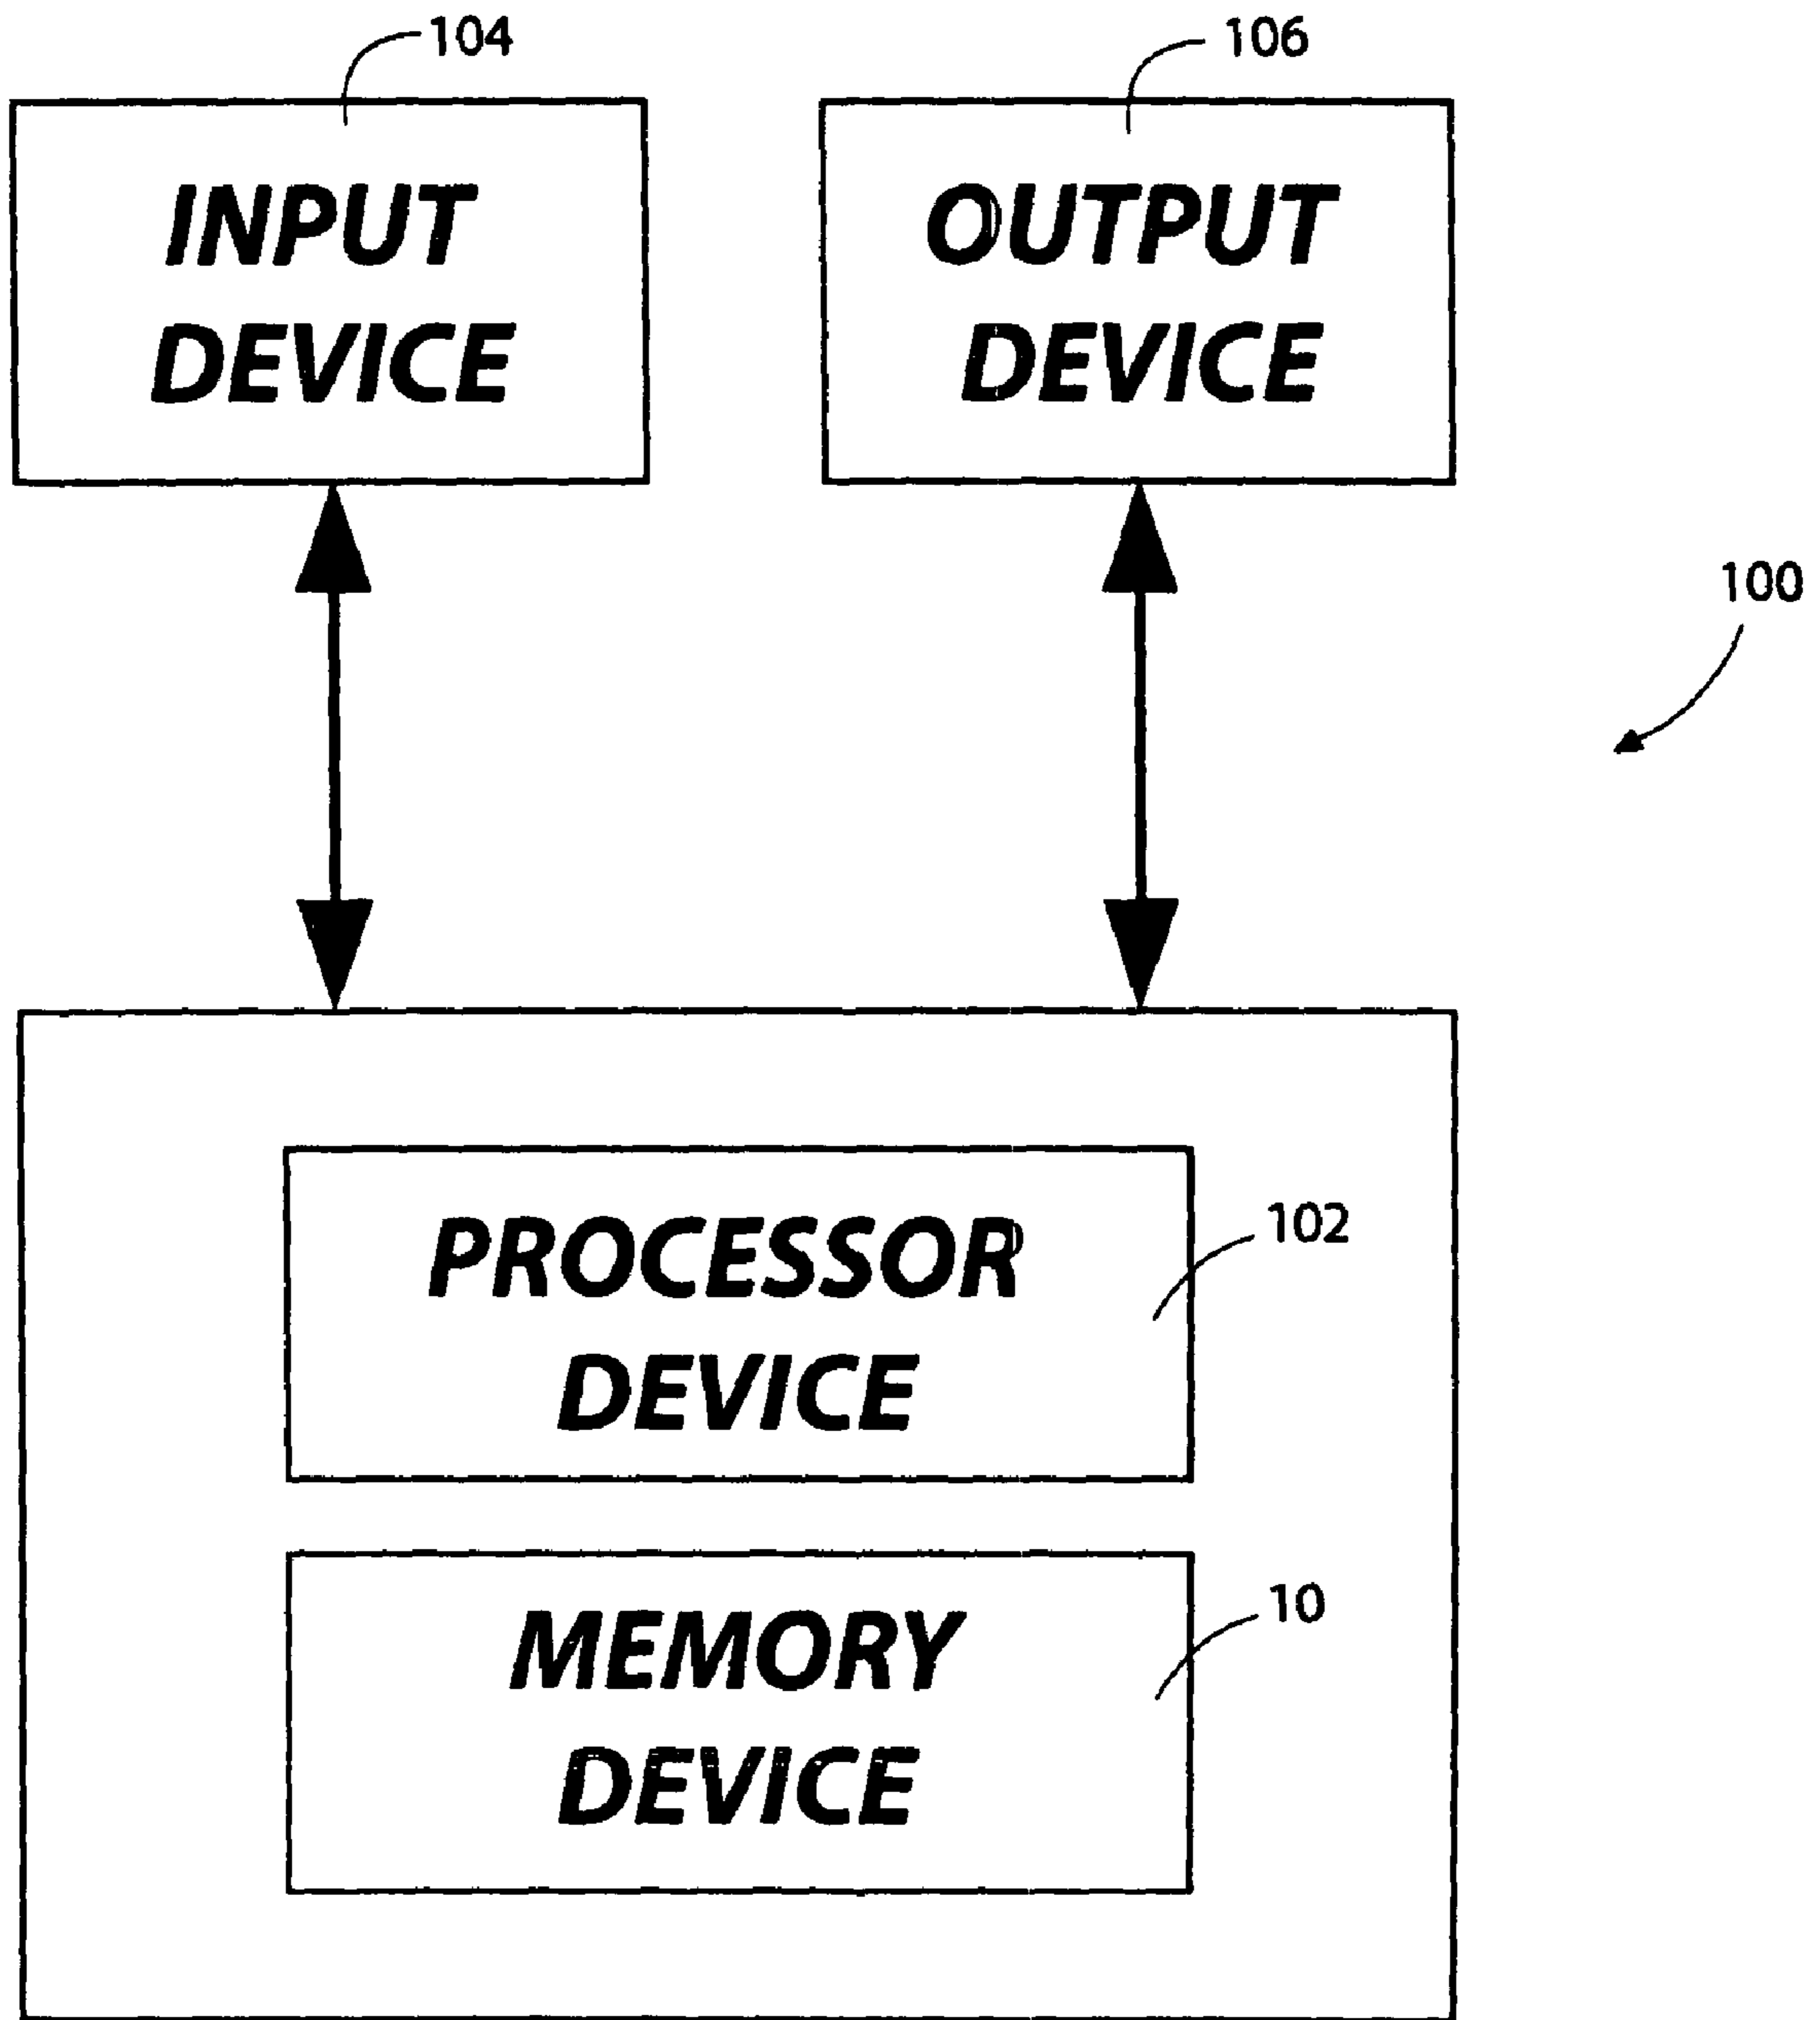 104
106
INPUT
DEVICE
OUTPUT
DEVICE
100
PROCESSOR
DEVICE
102
MEMORY
DEVICE
10